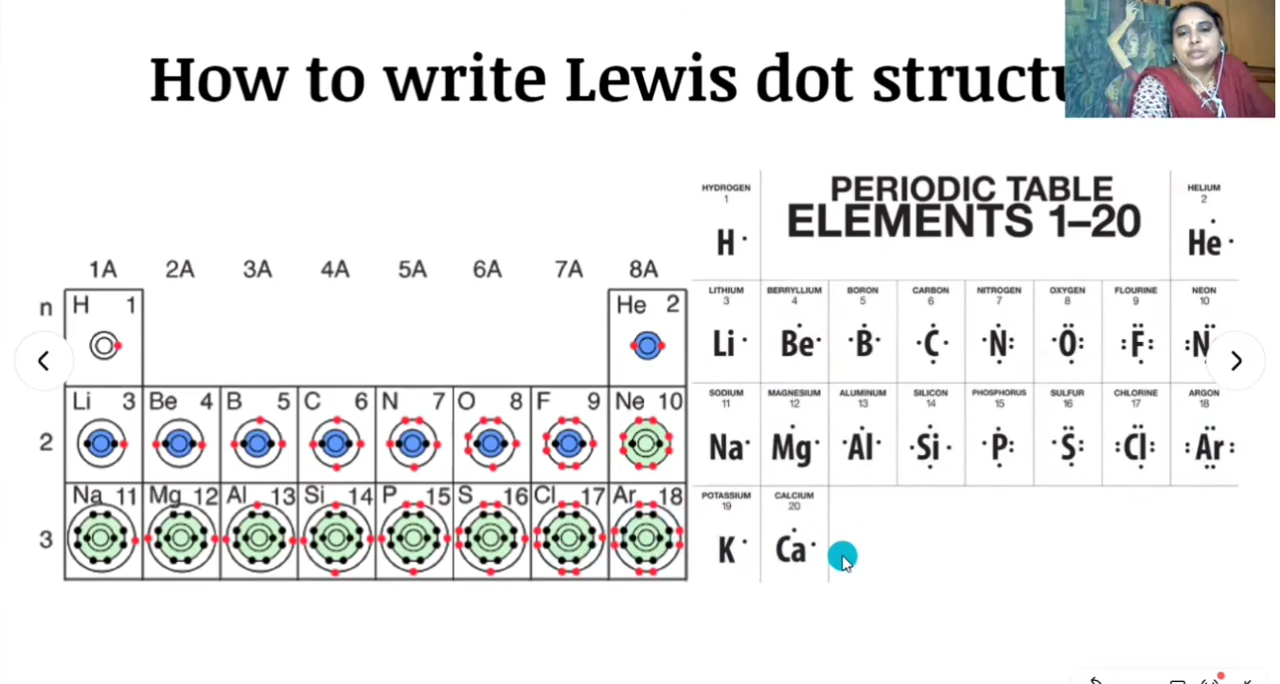 How to write Lewis dot struct
1A 2A 3A 4A 5A 6A 7A 8A
n
H 1
He 2
2
Li 3 Be 4 B 5 C 6 N 7 O 8 F 9 Ne 10
3
Na 11 Mg 12 Al 13 Si 14 P 15 S 16 Cl 17 Ar 18
PERIODIC TABLE
ELEMENTS 1–20
HYDROGEN
1
H
HELIUM
2
He
LITHIUM BERRYLLIUM BORON CARBON NITROGEN OXYGEN FLOURINE NEON
3 4 5 6 7 8 9 10
Li Be B C N O F N
SODIUM MAGNESIUM ALUMINUM SILICON PHOSPHORUS SULFUR CHLORINE ARGON
11 12 13 14 15 16 17 18
Na Mg Al Si P S Cl Ar
POTASSIUM CALCIUM
19 20
K Ca